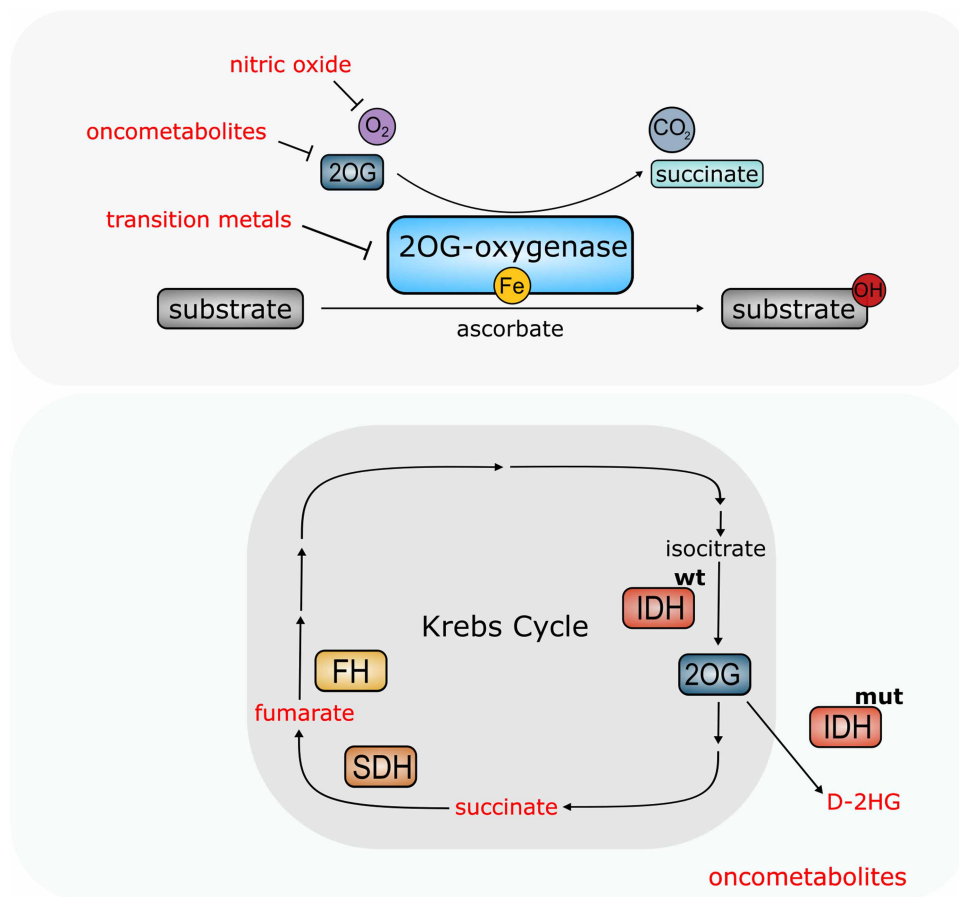 nitric oxide
O2
CO2
oncometabolites
2OG
succinate
transition metals
2OG-oxygenase
Fe
substrate
ascorbate
substrate
OH
isocitrate
wt
IDH
Krebs Cycle
FH
2OG
mut
IDH
fumarate
SDH
succinate
D-2HG
oncometabolites